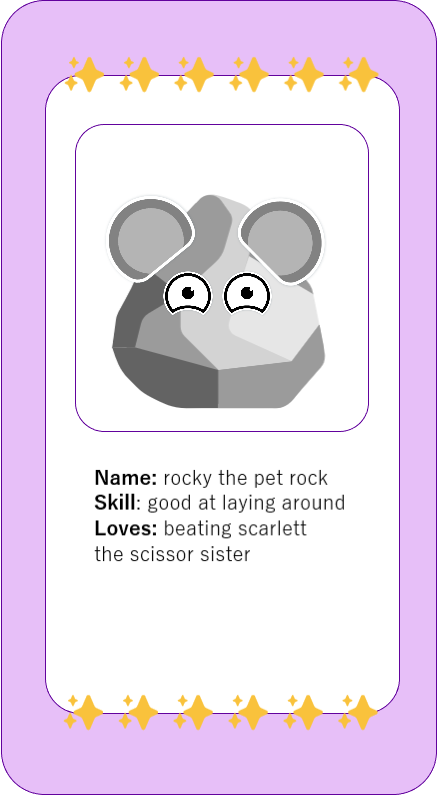 Name: rocky the pet rock
Skill: good at laying around
Loves: beating scarlett
the scissor sister